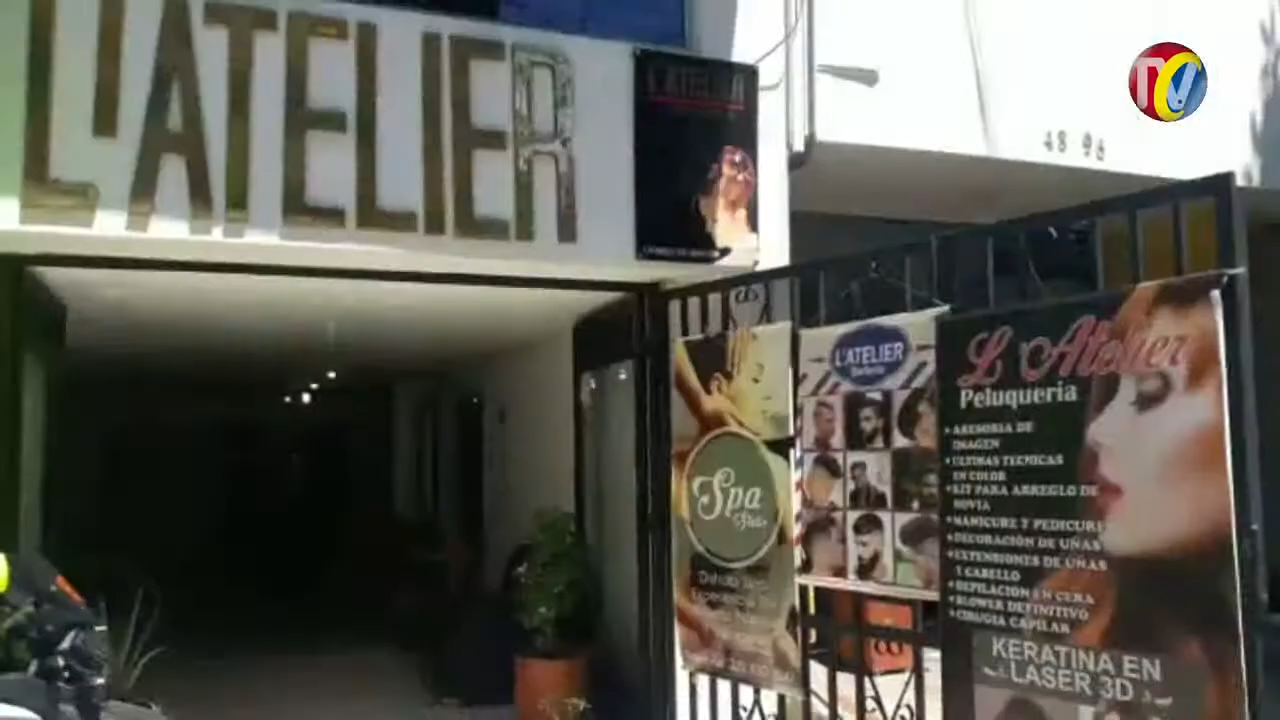 L'ATELIER
L'ATELIER
48 96
L'ATELIER
Barbería
L'Atelier
Peluqueria
• ASESORIA DE
IMAGEN
• ULTIMAS TECNICAS
EN COLOR
• KIT PARA ARREGLO DE
NOVIA
• MANICURE Y PEDICURE
• DECORACIÓN DE UÑAS
• EXTENSIONES DE UÑAS
Y CABELLO
• DEPILACIÓN EN CERA
• BLOWER DEFINITIVO
• CIRUGIA CAPILAR
KERATINA EN
LASER 3D
Spa